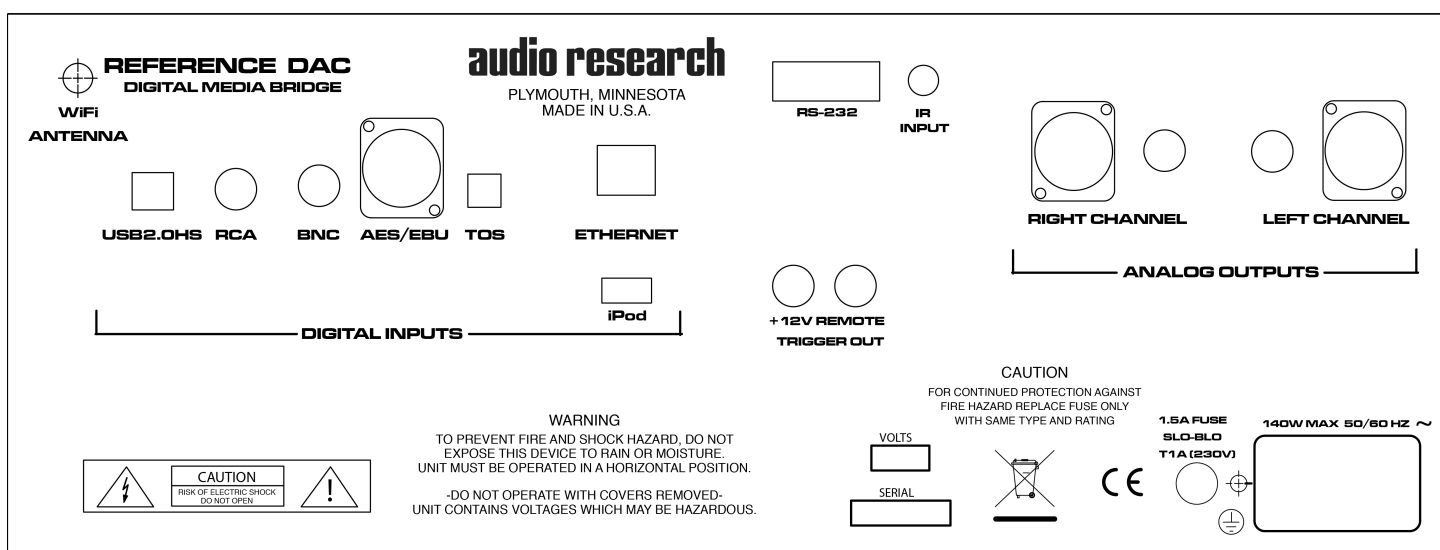 REFERENCE DAC
DIGITAL MEDIA BRIDGE
WiFi
ANTENNA
audio research
PLYMOUTH, MINNESOTA
MADE IN U.S.A.
RS-232
IR
INPUT
USB2.0HS RCA BNC AES/EBU TOS ETHERNET
iPod
DIGITAL INPUTS
RIGHT CHANNEL LEFT CHANNEL
ANALOG OUTPUTS
+12V REMOTE
TRIGGER OUT
CAUTION
RISK OF ELECTRIC SHOCK
DO NOT OPEN
WARNING
TO PREVENT FIRE AND SHOCK HAZARD, DO NOT
EXPOSE THIS DEVICE TO RAIN OR MOISTURE.
UNIT MUST BE OPERATED IN A HORIZONTAL POSITION.
-DO NOT OPERATE WITH COVERS REMOVED-
UNIT CONTAINS VOLTAGES WHICH MAY BE HAZARDOUS.
CAUTION
FOR CONTINUED PROTECTION AGAINST
FIRE HAZARD REPLACE FUSE ONLY
WITH SAME TYPE AND RATING
VOLTS
SERIAL
CE
1.5A FUSE
SLO-BLO
T1A (230V)
140W MAX 50/60 HZ ~